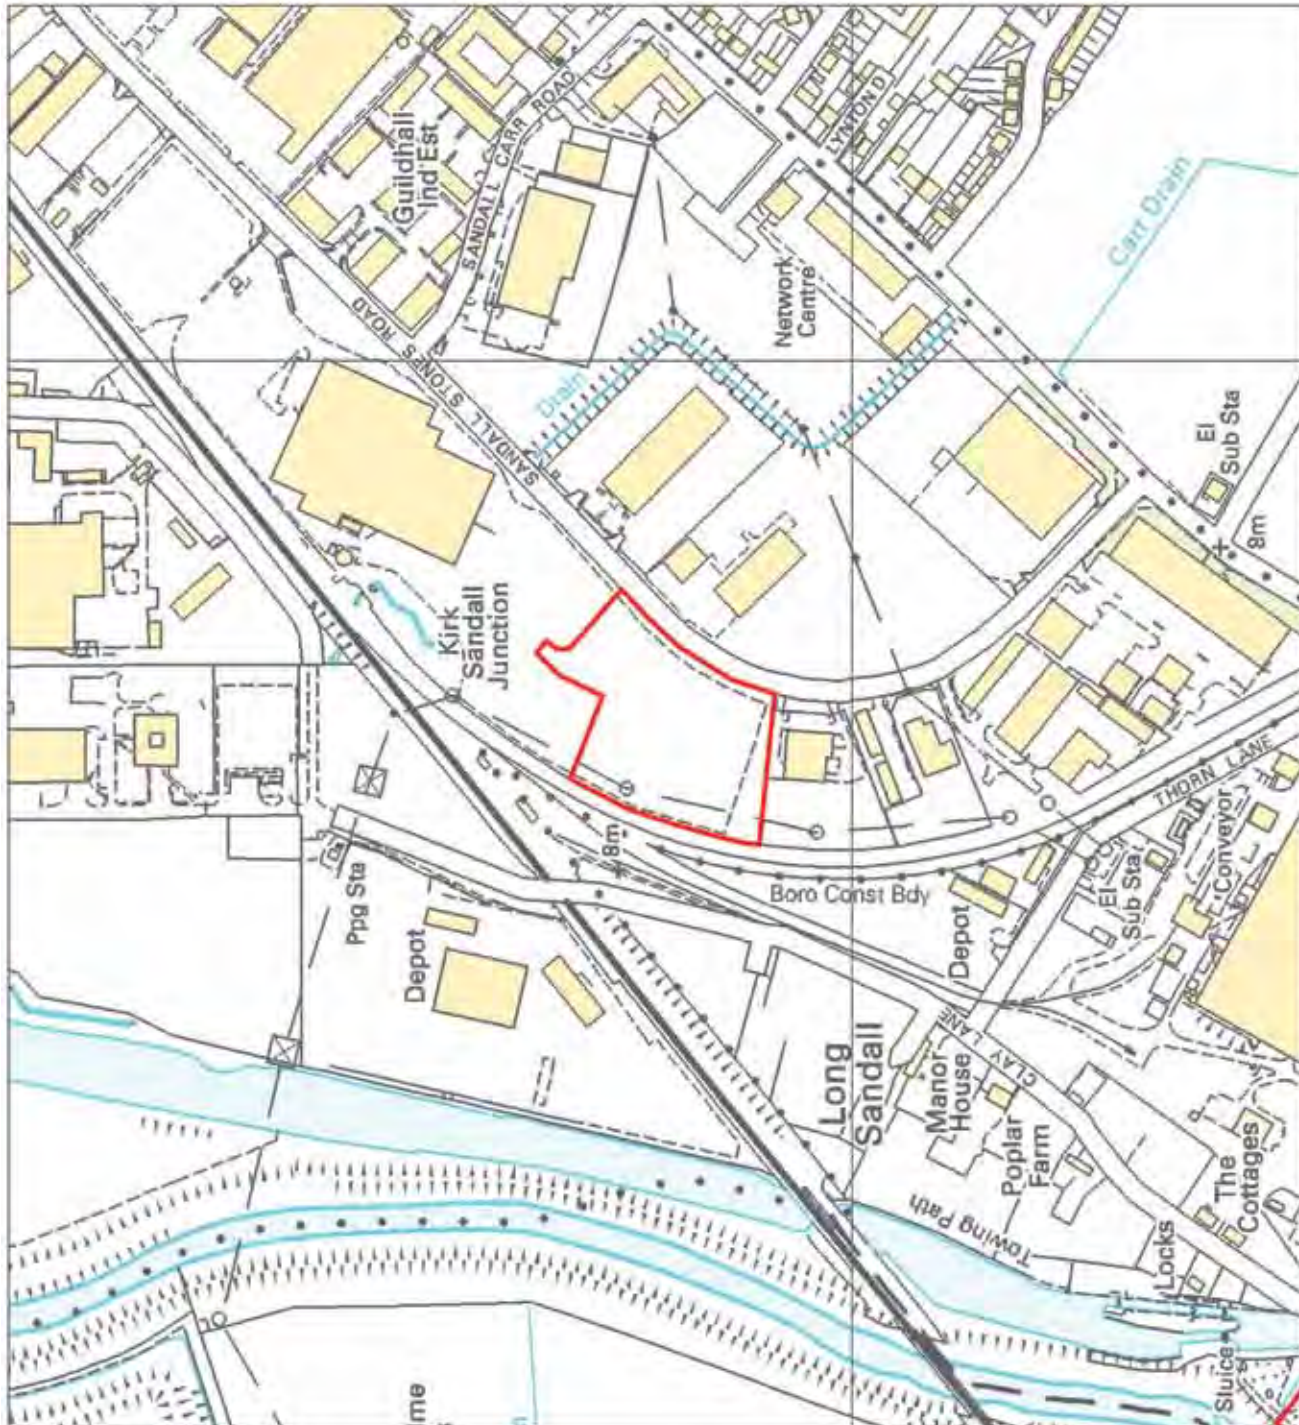 SANDALL CARR ROAD
Guildhall
Ind Est
LYNTON D
Cart Drain
SANDALL STONES ROAD
Network
Centre
Drain
El
Sub Sta
8m
Kirk
Sandall
Junction
THORN LANE
Conveyor
El
Sub Sta
8m
Boro Const Bdy
Ppg Sta
Depot
Depot
CLAY LANE
Long
Sandall
Manor
House
Poplar
Farm
The
Cottages
Towing Path
Locks
Sluice